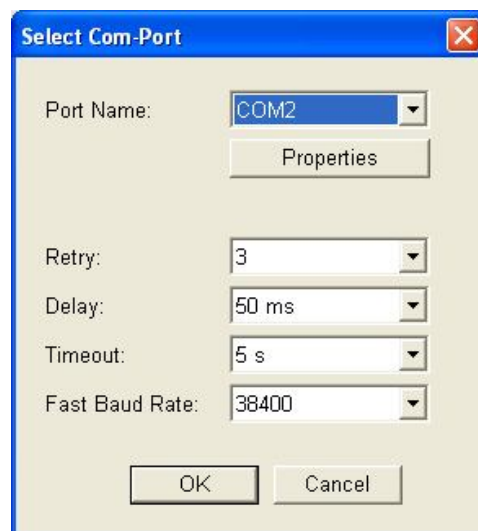 Select Com-Port
Port Name: COM2
Properties
Retry: 3
Delay: 50 ms
Timeout: 5 s
Fast Baud Rate: 38400
OK Cancel